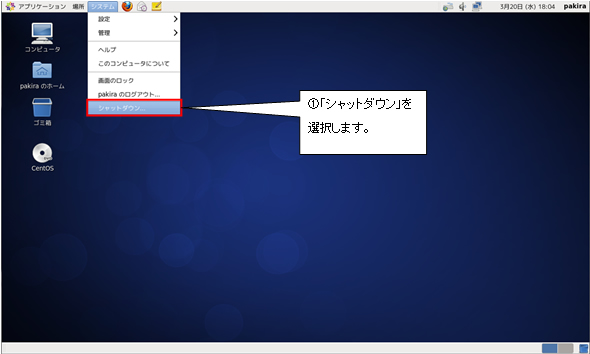 アプリケーション 場所 システム 3月20日 (水) 18:04 pakira
設定
管理
ヘルプ
このコンピュータについて
画面のロック
pakira のログアウト...
シャットダウン...
コンピュータ
pakira のホーム
ゴミ箱
CentOS
①「シャットダウン」を
選択します。